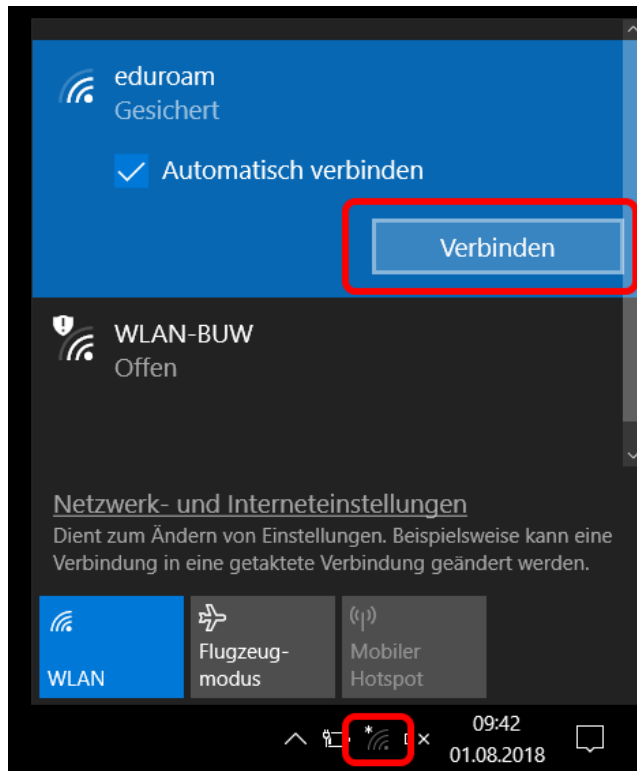 eduroam
Gesichert
Automatisch verbinden
Verbinden
WLAN-BUW
Offen
Netzwerk- und Interneteinstellungen
Dient zum Ändern von Einstellungen. Beispielsweise kann eine
Verbindung in eine getaktete Verbindung geändert werden.
WLAN
Flugzeug-
modus
Mobiler
Hotspot
09:42
01.08.2018